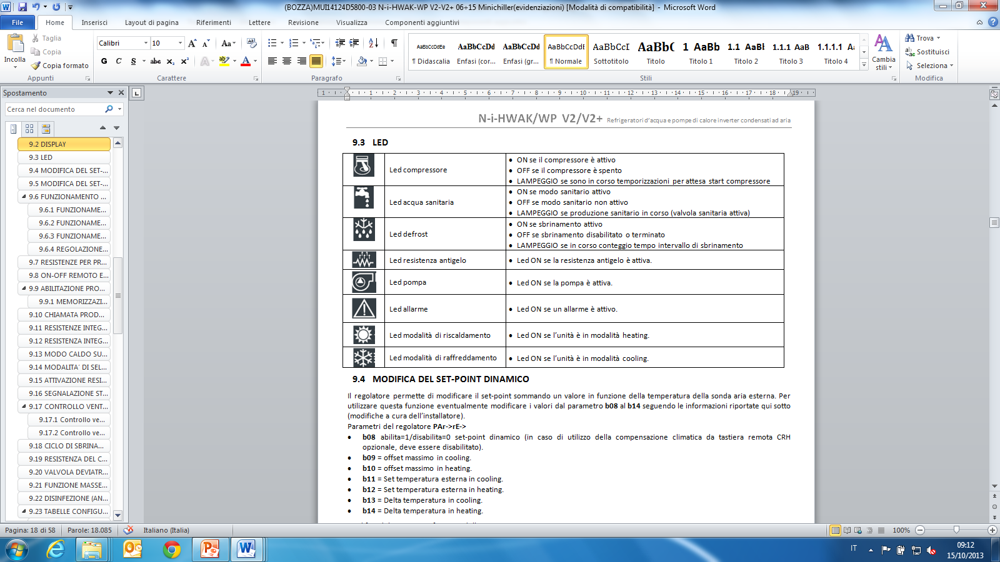 (BOZZA)MUI14124D5800-03 N-i-HWAK-WP V2-V2+ 06÷15 Minichiller(evidenziazioni) [Modalità di compatibilità] - Microsoft Word
File Home Inserisci Layout di pagina Riferimenti Lettere Revisione Visualizza Componenti aggiuntivi
Incolla
Taglia
Copia
Copia formato
Appunti
Calibri 10
G C S abc x₂ x²
Carattere
Paragrafo
AaBbCcDdEe AaBbCcDd AaBbCcDd AaBbCcDdE AaBbCcI AaBbC 1 AaBb 1.1 AaBb 1.1.1 AaB 1.1.1.1 A
¶ Didascalia Enfasi (cor... Enfasi (gr... ¶ Normale Sottotitolo Titolo Titolo 1 Titolo 2 Titolo 3 Titolo 4
Stili
Cambia stili
Trova
Sostituisci
Seleziona
Modifica
Spostamento
Cerca nel documento
9.2 DISPLAY
9.3 LED
9.4 MODIFICA DEL SET-...
9.5 MODIFICA DEL SET-...
9.6 FUNZIONAMENTO ...
9.6.1 FUNZIONAME...
9.6.2 FUNZIONAME...
9.6.3 FUNZIONAME...
9.6.4 REGOLAZIONE...
9.7 RESISTENZE PER PR...
9.8 ON-OFF REMOTO E...
9.9 ABILITAZIONE PRO...
9.9.1 MEMORIZZAZI...
9.10 CHIAMATA PROD...
9.11 RESISTENZE INTEG...
9.12 RESISTENZA INTEG...
9.13 MODO CALDO SU...
9.14 MODALITA' DI SEL...
9.15 ATTIVAZIONE RESI...
9.16 SEGNALAZIONE ST...
9.17 CONTROLLO VENT...
9.17.1 Controllo ve...
9.17.2 Controllo ve...
9.18 CICLO DI SBRINA...
9.19 RESISTENZA DEL C...
9.20 VALVOLA DEVIATR...
9.21 FUNZIONE MASSE...
9.22 DISINFEZIONE (AN...
9.23 TABELLE CONFIGU...
1 1 2 3 4 5 6 7 8 9 10 11 12 13 14 15 16 17 18 19
N-i-HWAK/WP V2/V2+ Refrigeratori d'acqua e pompe di calore inverter condensati ad aria
9.3 LED
Led compressore
• ON se il compressore è attivo
• OFF se il compressore è spento
• LAMPEGGIO se sono in corso temporizzazioni per attesa start compressore
Led acqua sanitaria
• ON se modo sanitario attivo
• OFF se modo sanitario non attivo
• LAMPEGGIO se produzione sanitario in corso (valvola sanitaria attiva)
Led defrost
• ON se sbrinamento attivo
• OFF se sbrinamento disabilitato o terminato
• LAMPEGGIO se in corso conteggio tempo intervallo di sbrinamento
Led resistenza antigelo • Led ON se la resistenza antigelo è attiva.
Led pompa • Led ON se la pompa è attiva.
Led allarme • Led ON se un allarme è attivo.
Led modalità di riscaldamento • Led ON se l'unità è in modalità heating.
Led modalità di raffreddamento • Led ON se l'unità è in modalità cooling.
9.4 MODIFICA DEL SET-POINT DINAMICO
Il regolatore permette di modificare il set-point sommando un valore in funzione della temperatura della sonda aria esterna. Per
utilizzare questa funzione eventualmente modificare i valori dal parametro b08 al b14 seguendo le informazioni riportate qui sotto
(modifiche a cura dell'installatore).
Parametri del regolatore PAr->rE->
• b08 abilita=1/disabilita=0 set-point dinamico (in caso di utilizzo della compensazione climatica da tastiera remota CRH
opzionale, deve essere disabilitato).
• b09 = offset massimo in cooling.
• b10 = offset massimo in heating.
• b11 = Set temperatura esterna in cooling.
• b12 = Set temperatura esterna in heating.
• b13 = Delta temperatura in cooling.
• b14 = Delta temperatura in heating.
Pagina: 18 di 58 Parole: 18.085 Italiano (Italia) 100%
IT 09:12
15/10/2013